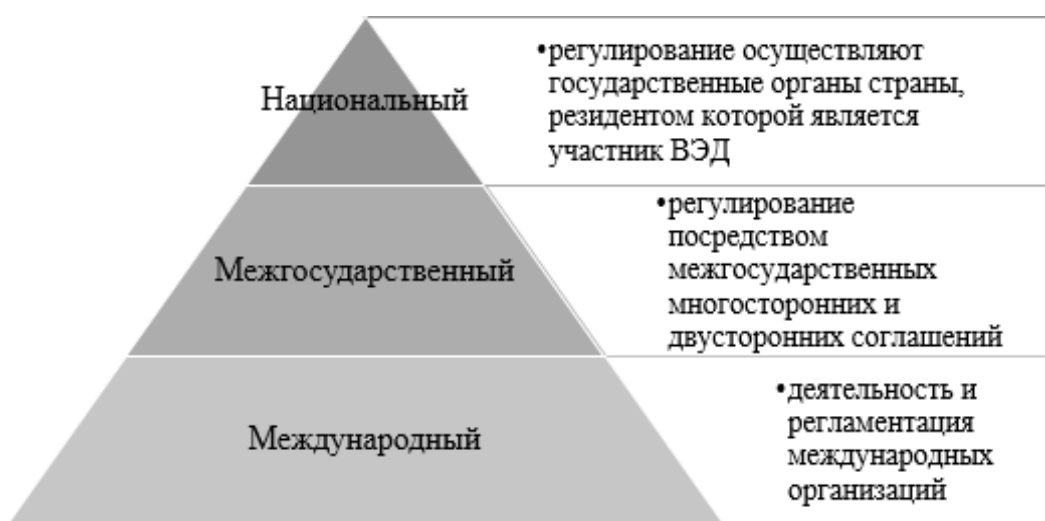 Национальный
•регулирование осуществляют
государственные органы страны,
резидентом которой является
участник ВЭД
Межгосударственный
•регулирование
посредством
межгосударственных
многосторонних и
двусторонних соглашений
Международный
•деятельность и
регламентация
международных
организаций